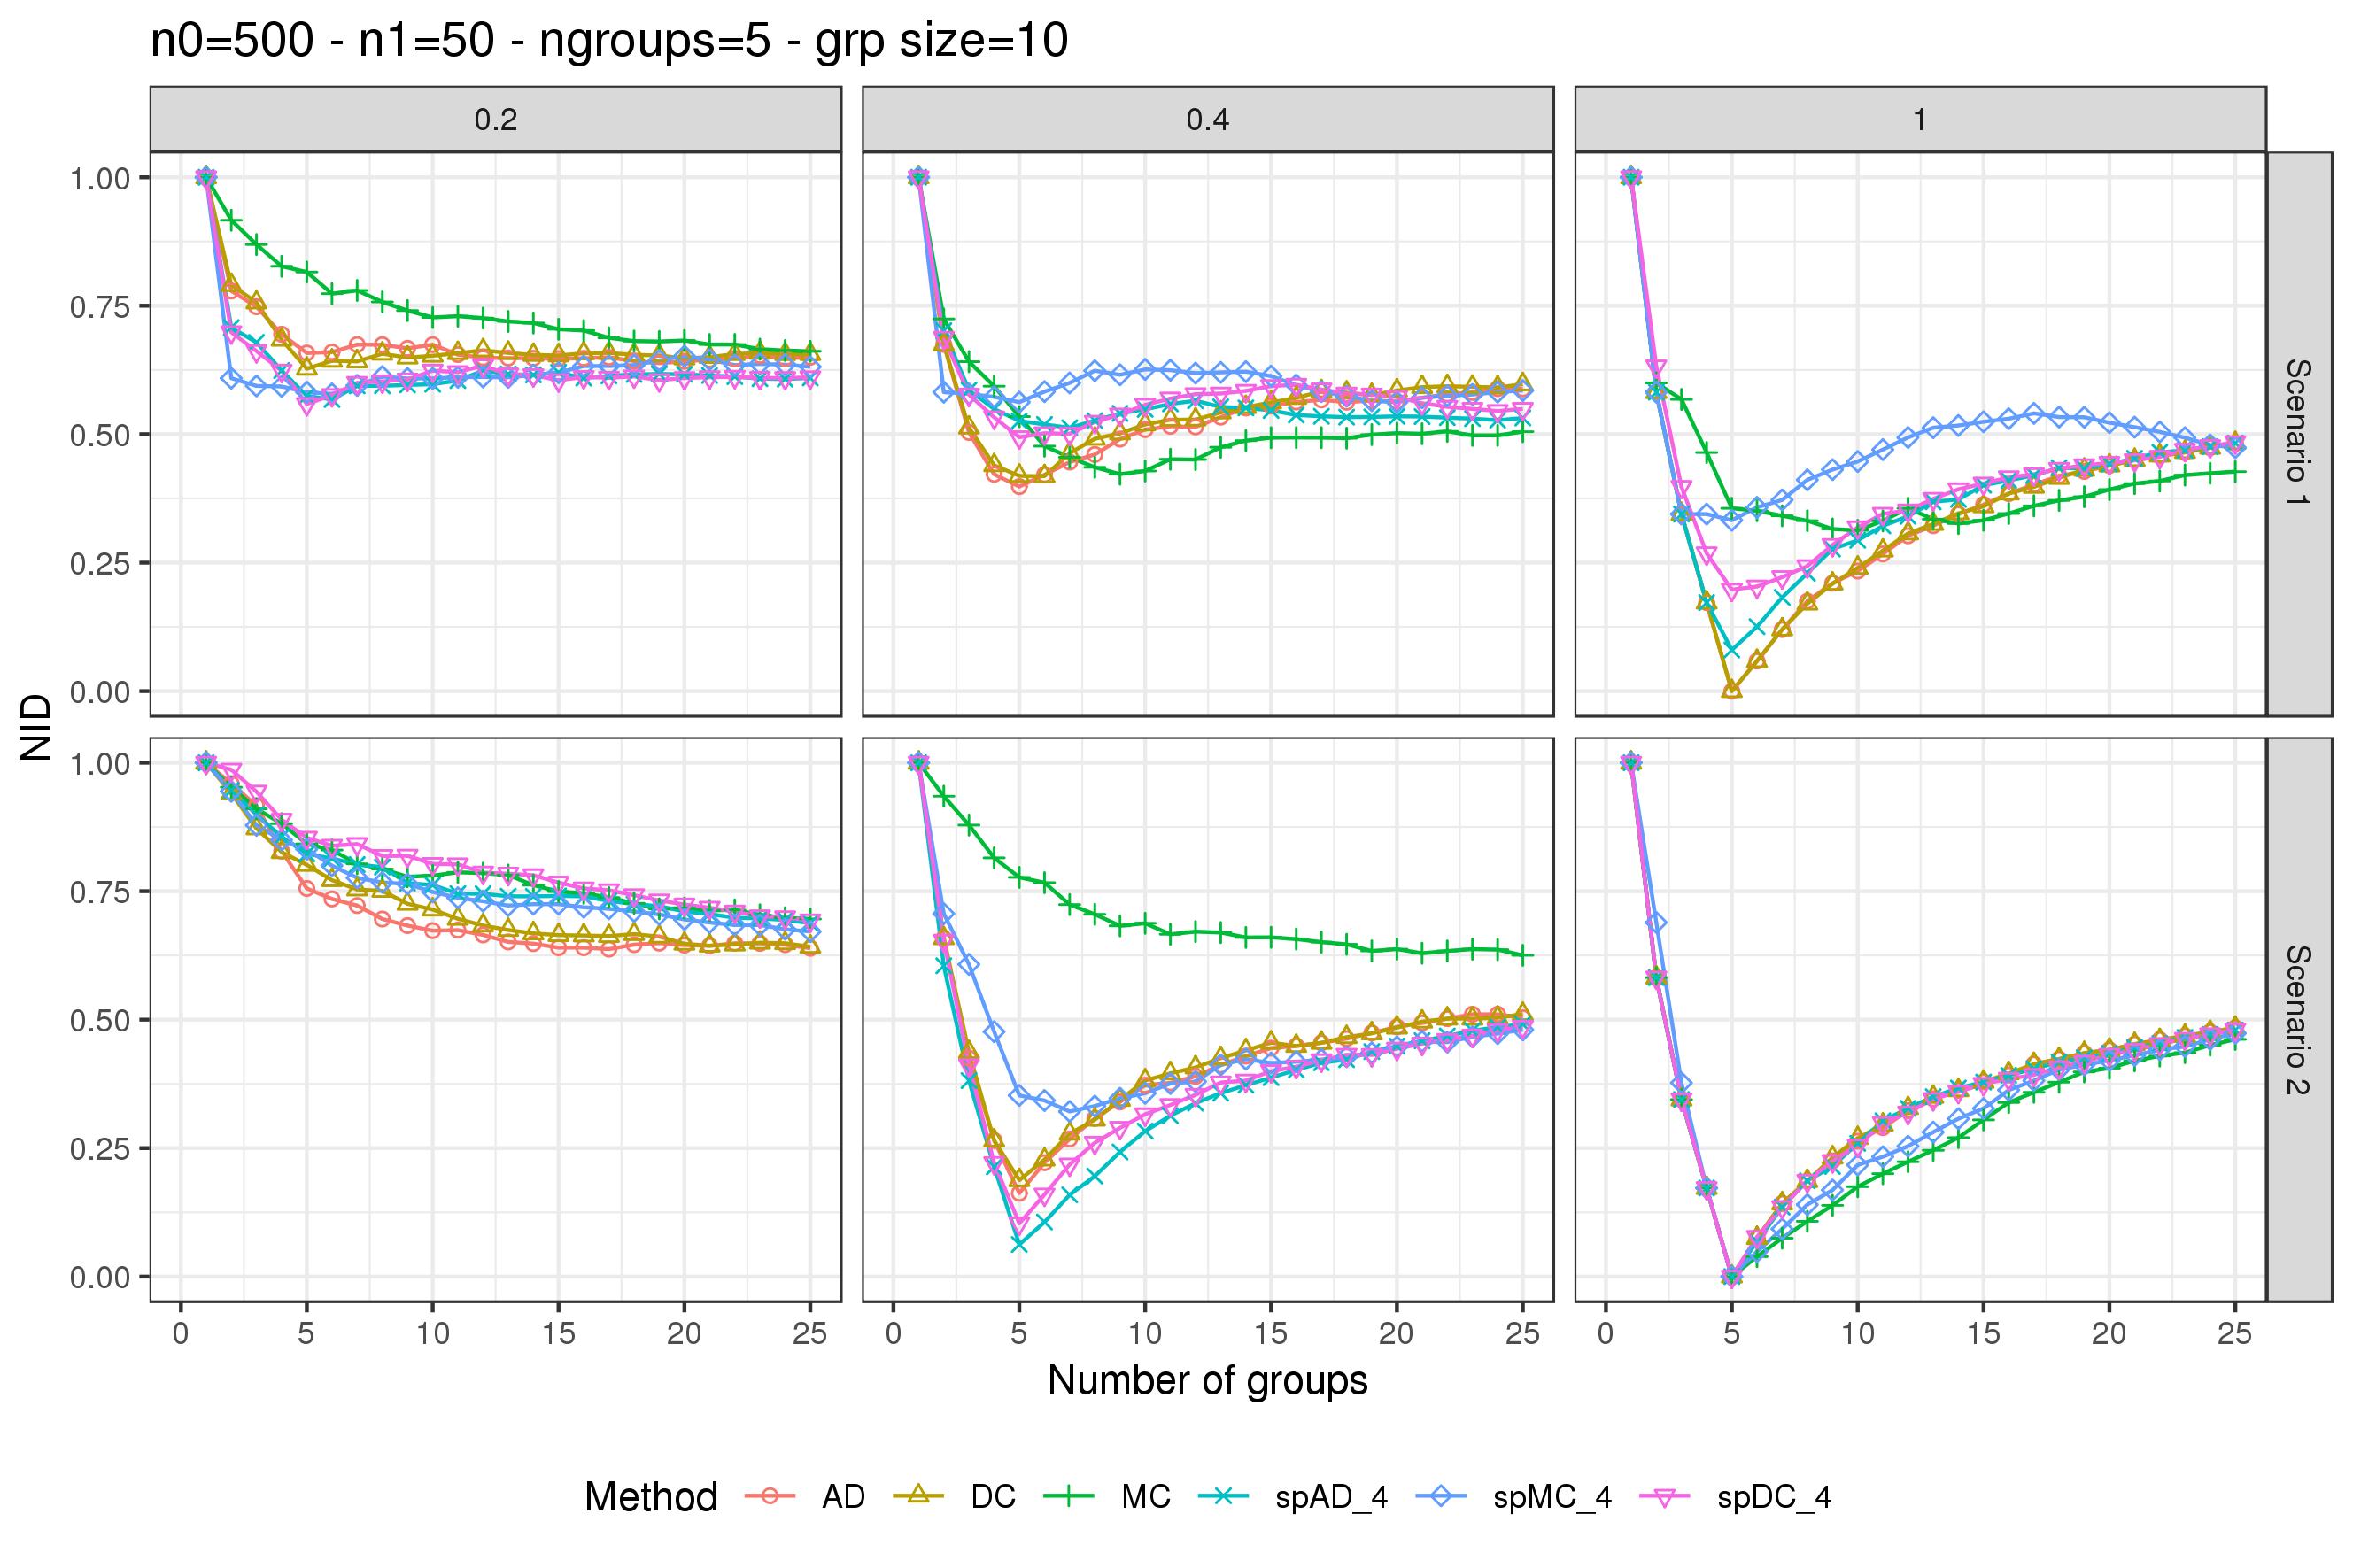 n0=500 - n1=50 - ngroups=5 - grp size=10
0.2 0.4 1
1.00
0.75
0.50
0.25
0.00
Scenario 1
NID
1.00
0.75
0.50
0.25
0.00
Scenario 2
0 5 10 15 20 25 0 5 10 15 20 25 0 5 10 15 20 25
Number of groups
Method AD DC MC spAD_4 spMC_4 spDC_4